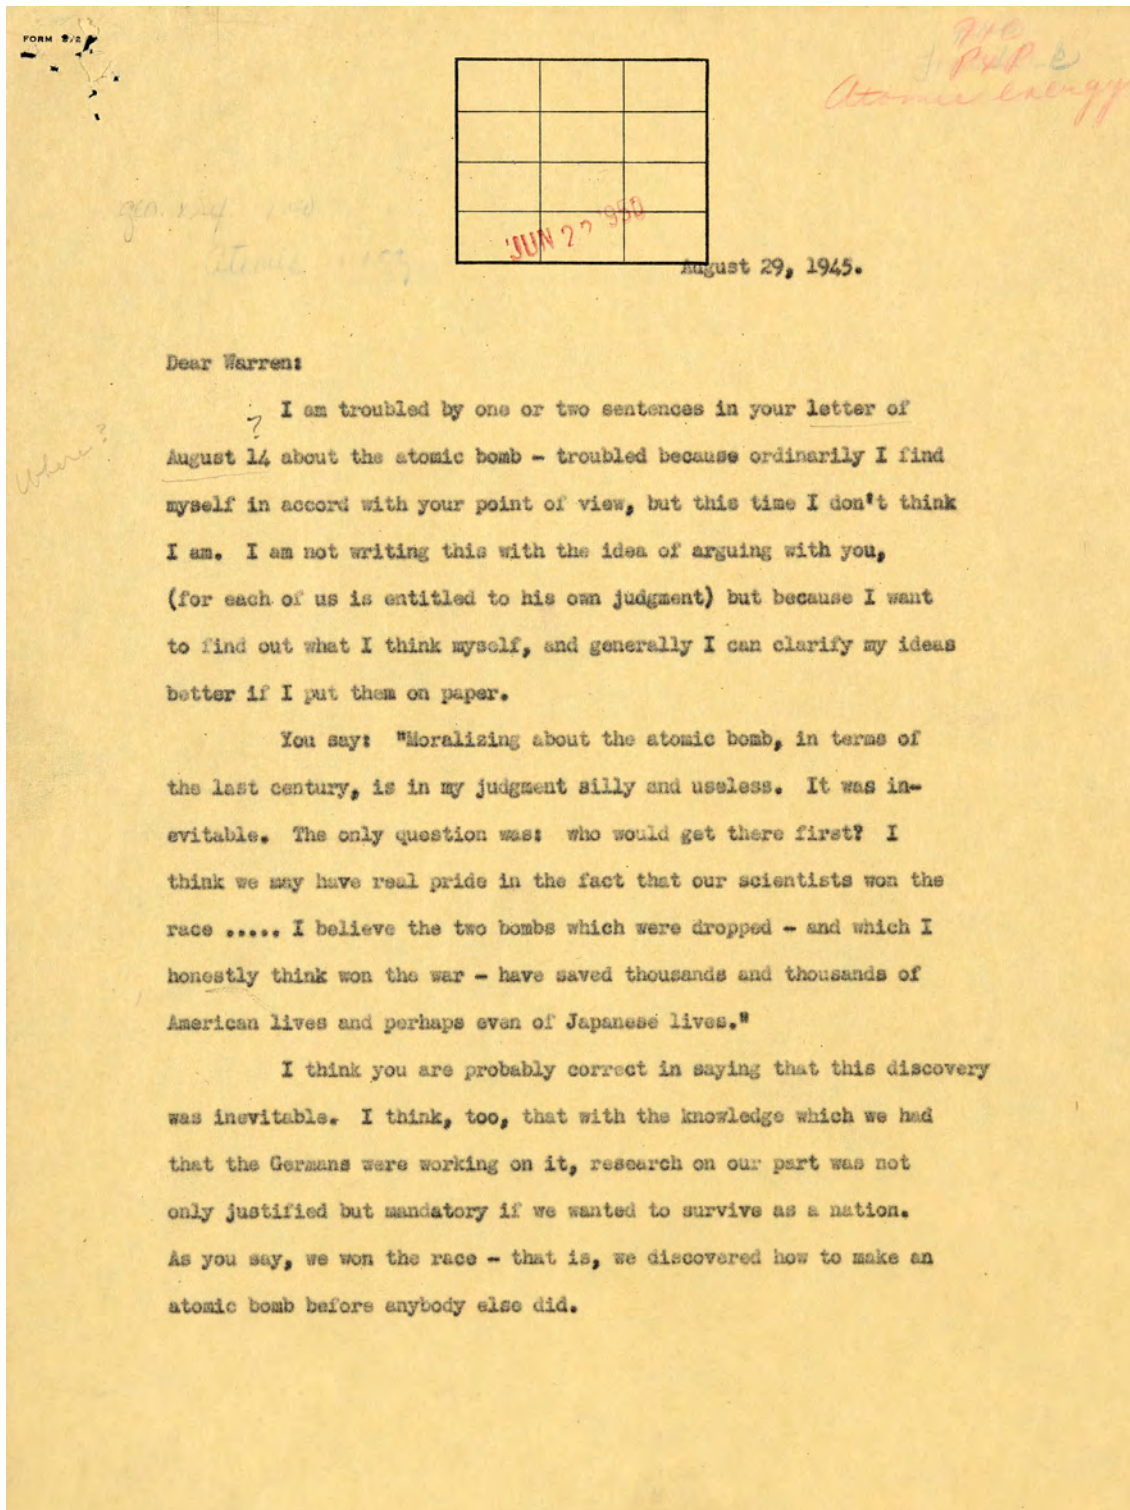 FORM
Atomic energy
JUN 27 1950
August 29, 1945.
Dear Warren:
?
I am troubled by one or two sentences in your letter of
Where?
August 14 about the atomic bomb - troubled because ordinarily I find
myself in accord with your point of view, but this time I don't think
I am. I am not writing this with the idea of arguing with you,
(for each of us is entitled to his own judgment) but because I want
to find out what I think myself, and generally I can clarify my ideas
better if I put them on paper.
You say: "Moralizing about the atomic bomb, in terms of
the last century, is in my judgment silly and useless. It was in-
evitable. The only question was: who would get there first? I
think we may have real pride in the fact that our scientists won the
race ..... I believe the two bombs which were dropped - and which I
honestly think won the war - have saved thousands and thousands of
American lives and perhaps even of Japanese lives."
I think you are probably correct in saying that this discovery
was inevitable. I think, too, that with the knowledge which we had
that the Germans were working on it, research on our part was not
only justified but mandatory if we wanted to survive as a nation.
As you say, we won the race - that is, we discovered how to make an
atomic bomb before anybody else did.